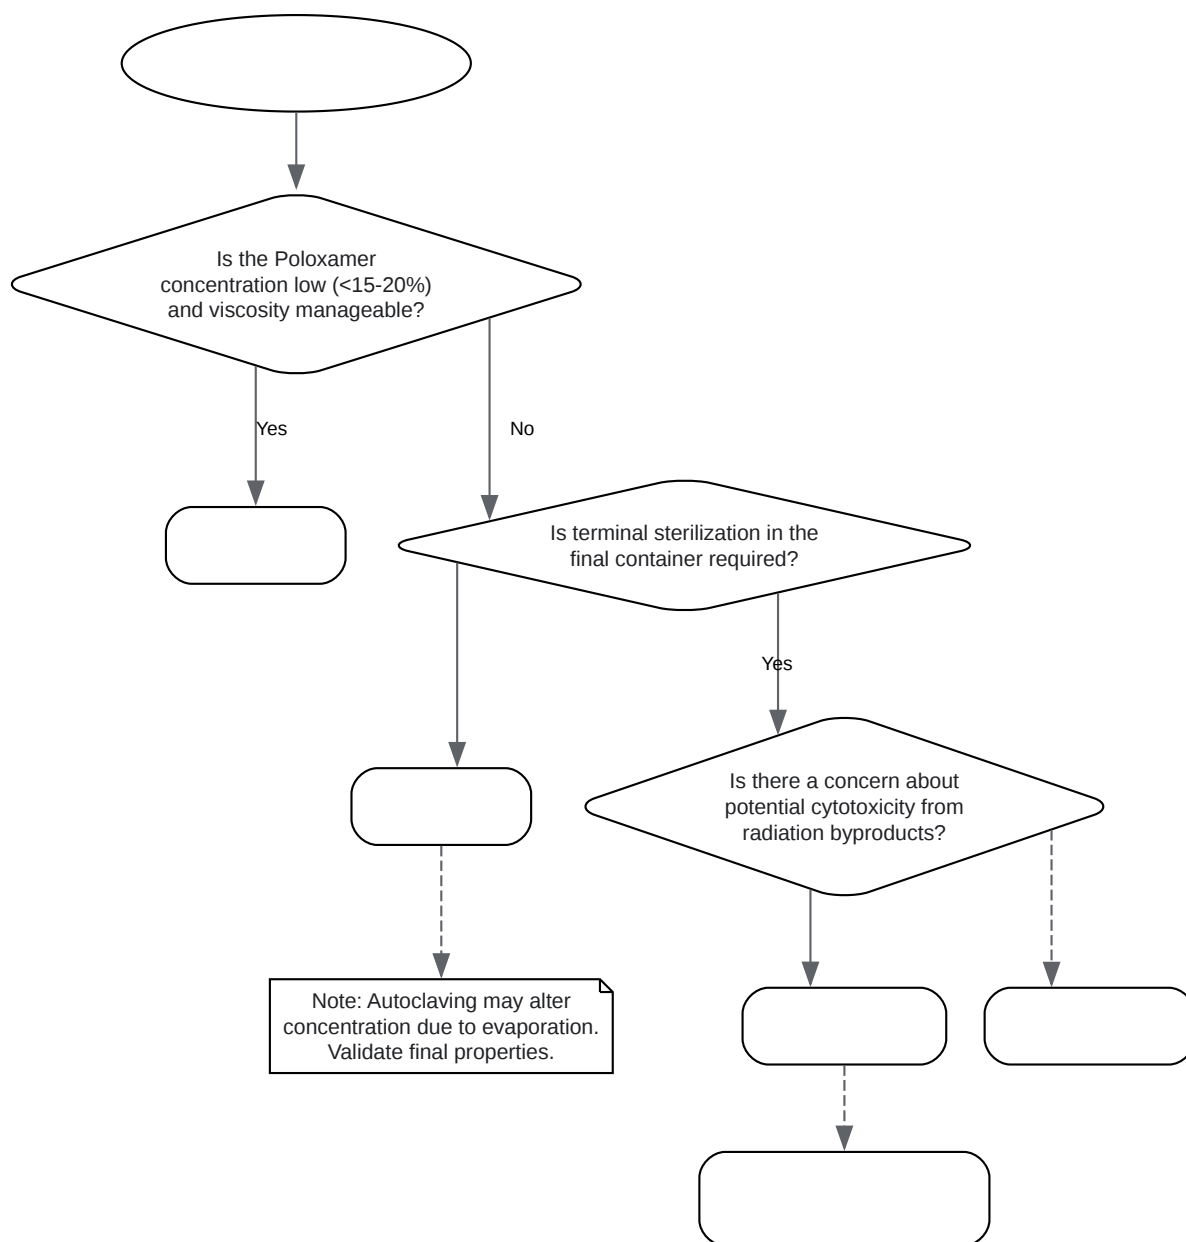 Is the Poloxamer
concentration low (<15-20%)
and viscosity manageable?
Yes
No
Is terminal sterilization in the
final container required?
Yes
Is there a concern about
potential cytotoxicity from
radiation byproducts?
Note: Autoclaving may alter
concentration due to evaporation.
Validate final properties.